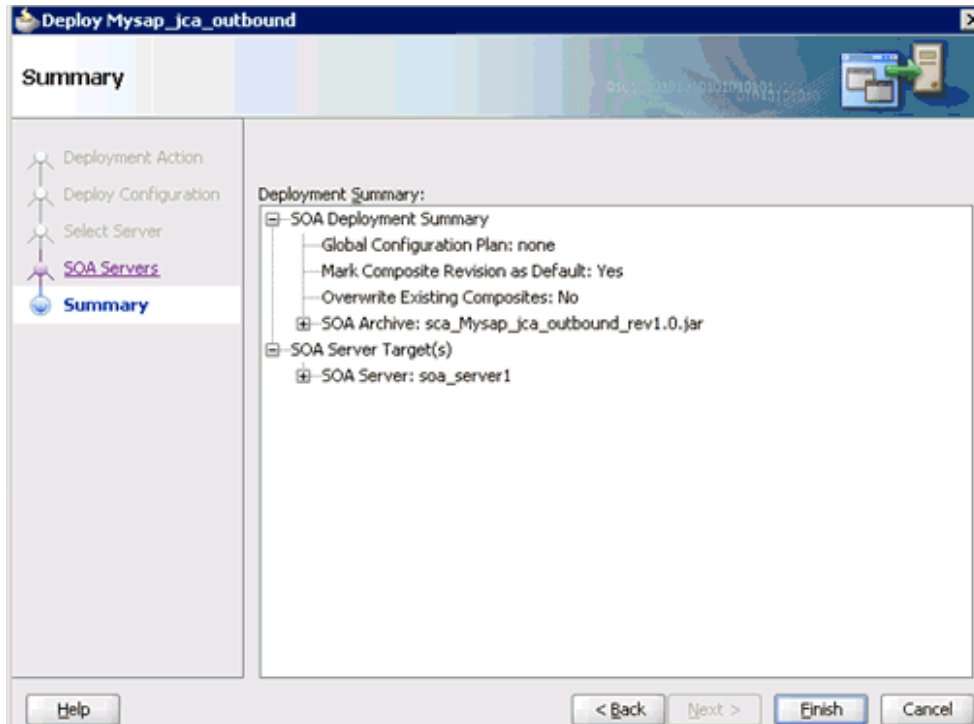 Deploy Mysap_jca_outbound
Summary
Deployment Action
Deploy Configuration
Select Server
SOA Servers
Summary
Deployment Summary:
SOA Deployment Summary
Global Configuration Plan: none
Mark Composite Revision as Default: Yes
Overwrite Existing Composites: No
SOA Archive: sca_Mysap_jca_outbound_rev1.0.jar
SOA Server Target(s)
SOA Server: soa_server1
Help
< Back
Next >
Finish
Cancel